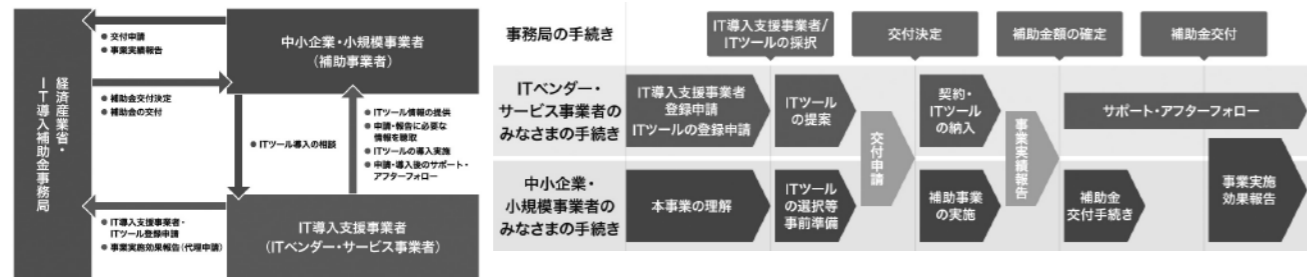 経済産業省・
IT導入補助金事務局
● 交付申請
● 事業実績報告
中小企業・小規模事業者
(補助事業者)
● 補助金交付決定
● 補助金の交付
● ITツール導入の相談
● ITツール情報の提供
● 申請・報告に必要な
情報を聴取
● ITツールの導入実施
● 申請・導入後のサポート・
アフターフォロー
● IT導入支援事業者・
ITツール登録申請
● 事業実施効果報告(代理申請)
IT導入支援事業者
(ITベンダー・サービス事業者)
事務局の手続き
IT導入支援事業者/
ITツールの採択
交付決定
補助金額の確定
補助金交付
ITベンダー・
サービス事業者の
みなさまの手続き
IT導入支援事業者
登録申請
ITツールの登録申請
ITツール
の提案
交付申請
契約・
ITツール
の納入
事業実績報告
サポート・アフターフォロー
中小企業・
小規模事業者の
みなさまの手続き
本事業の理解
ITツール
の選択等
事前準備
補助事業
の実施
補助金
交付手続き
事業実施
効果報告